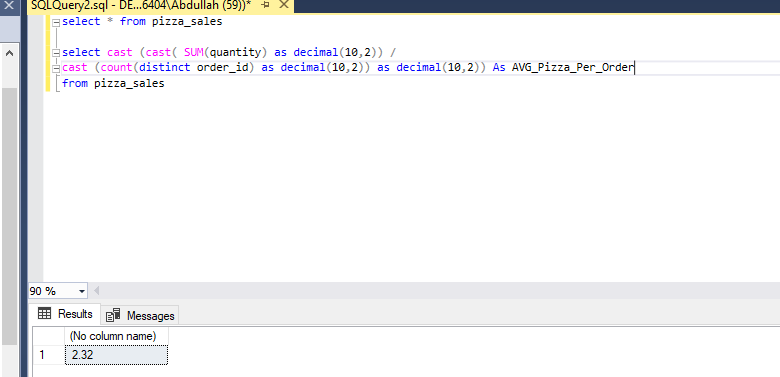 SQLQuery2.sql - DE...6404\Abdullah (59))*
select * from pizza_sales
select cast (cast( SUM(quantity) as decimal(10,2)) /
cast (count(distinct order_id) as decimal(10,2)) as decimal(10,2)) As AVG_Pizza_Per_Order
from pizza_sales
90 %
Results Messages
(No column name)
1 2.32